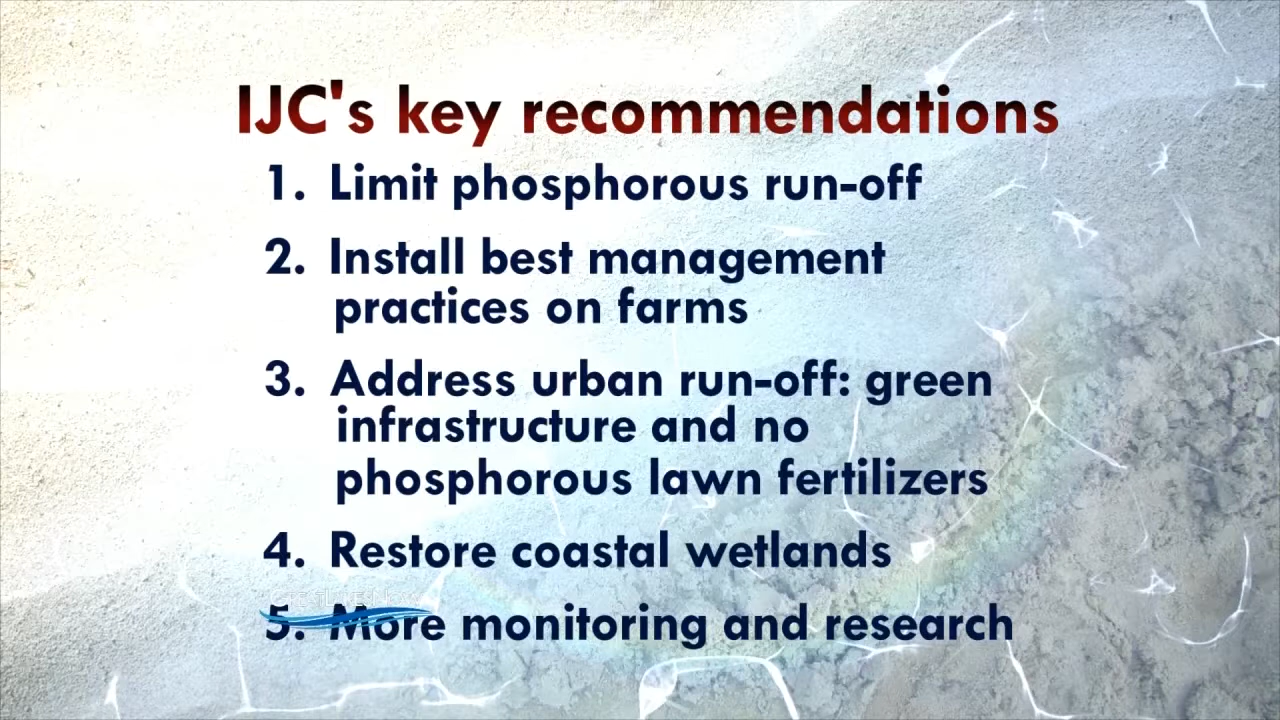 IJC's key recommendations
1. Limit phosphorous run-off
2. Install best management
practices on farms
3. Address urban run-off: green
infrastructure and no
phosphorous lawn fertilizers
4. Restore coastal wetlands
5. More monitoring and research